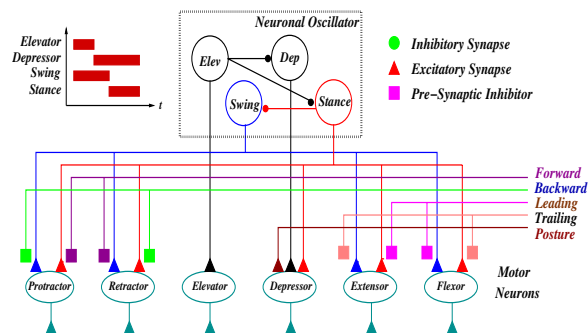 Neuronal Oscillator
Elevator
Depressor
Swing
Stance
t
Elev
Dep
Swing
Stance
Inhibitory Synapse
Excitatory Synapse
Pre-Synaptic Inhibitor
Forward
Backward
Leading
Trailing
Posture
Protractor
Retractor
Elevator
Depressor
Extensor
Flexor
Motor
Neurons